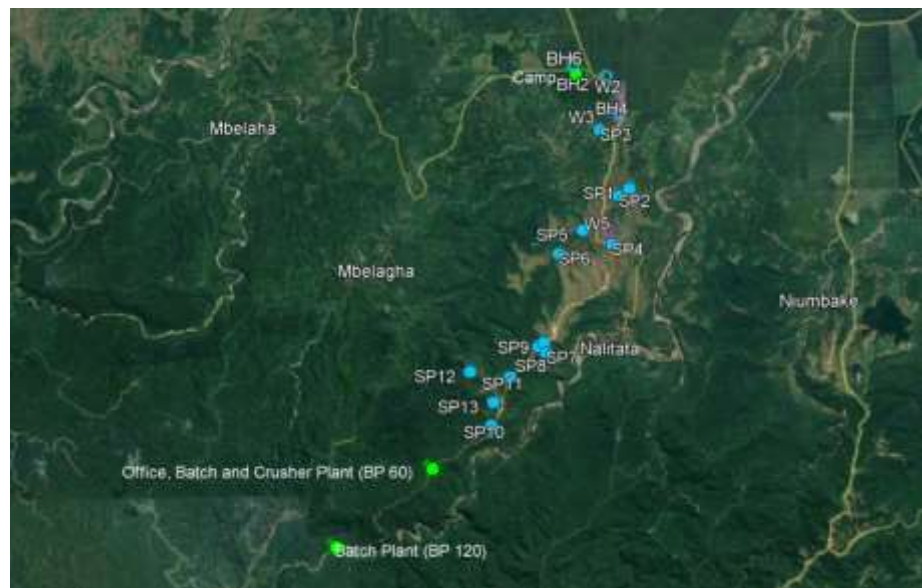 BH6
Camp
BH2
W2
BH4
W3
SP3
Mbelaha
SP1
SP2
W5
SP5
SP4
SP6
Mbelagha
Niumbake
SP9
Nalitata
SP7
SP8
SP12
SP11
SP13
SP10
Office, Batch and Crusher Plant (BP 60)
Batch Plant (BP 120)